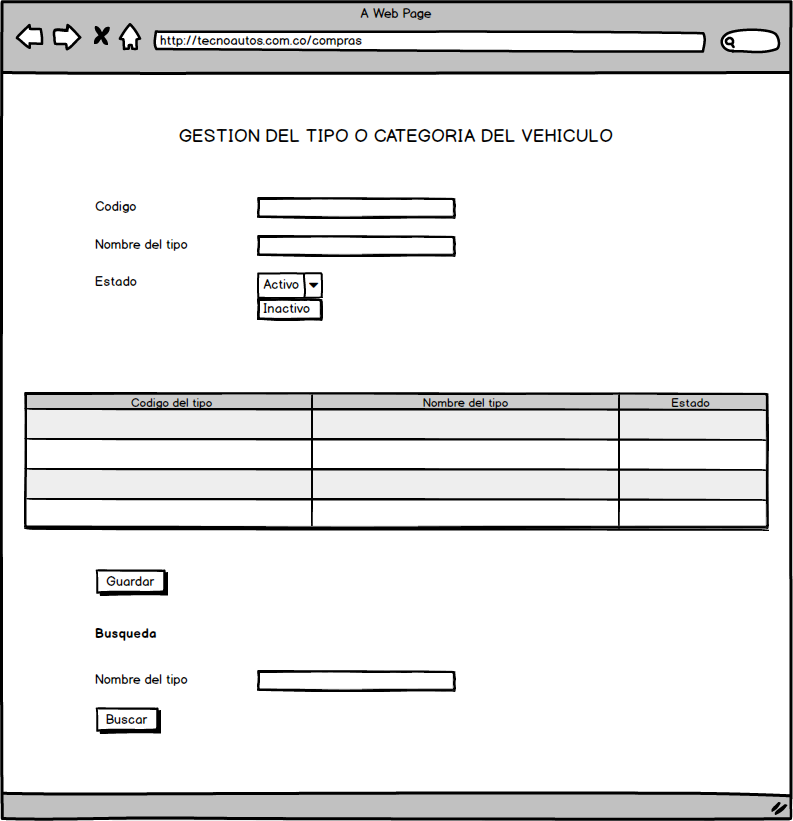 A Web Page
http://tecnoautos.com.co/compras
GESTION DEL TIPO O CATEGORIA DEL VEHICULO
Codigo
Nombre del tipo
Estado
Activo
Inactivo
Codigo del tipo Nombre del tipo Estado
Guardar
Busqueda
Nombre del tipo
Buscar